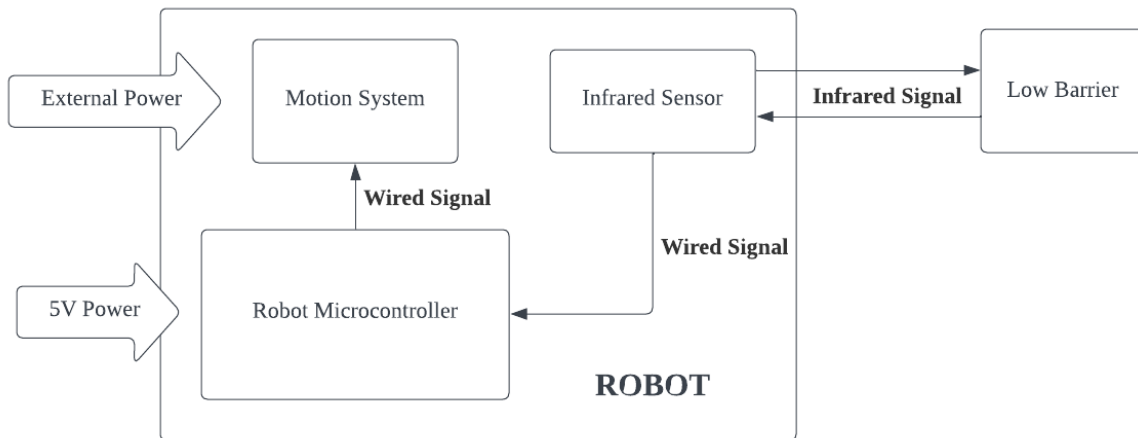 External Power
Motion System
Infrared Sensor
Infrared Signal
Low Barrier
Wired Signal
Wired Signal
5V Power
Robot Microcontroller
ROBOT